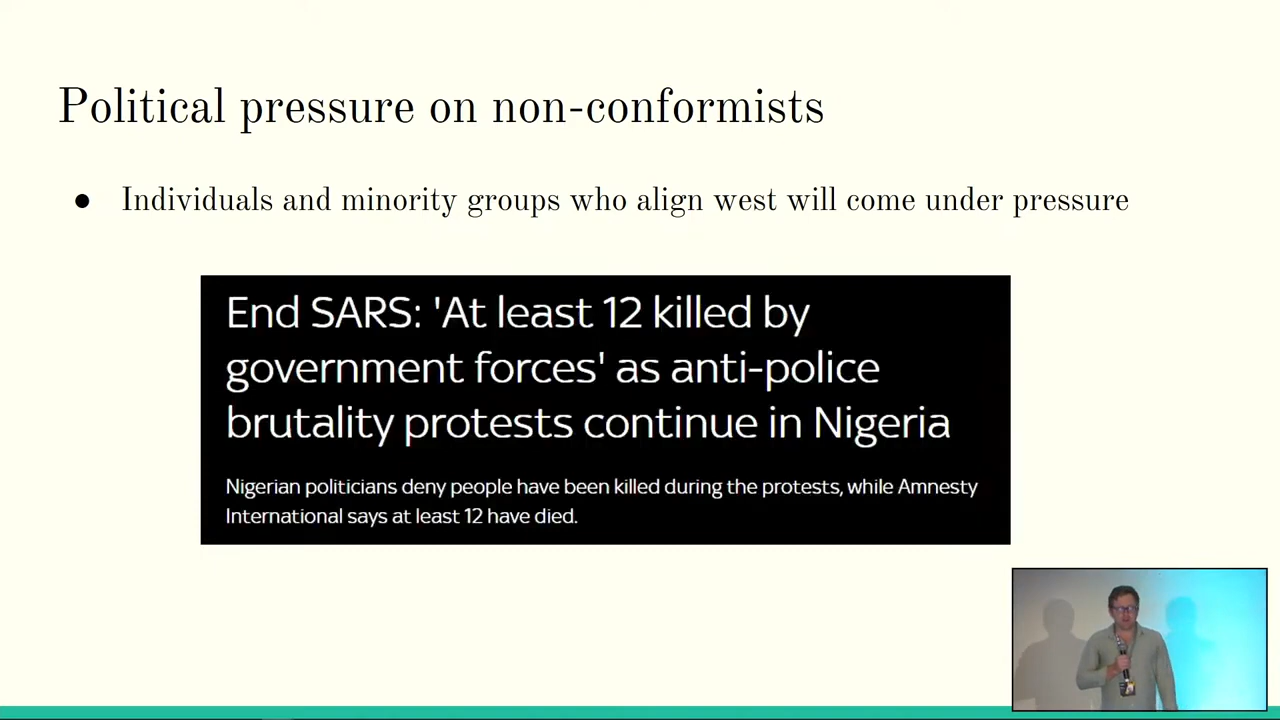 Political pressure on non-conformists
● Individuals and minority groups who align west will come under pressure
End SARS: 'At least 12 killed by
government forces' as anti-police
brutality protests continue in Nigeria
Nigerian politicians deny people have been killed during the protests, while Amnesty
International says at least 12 have died.